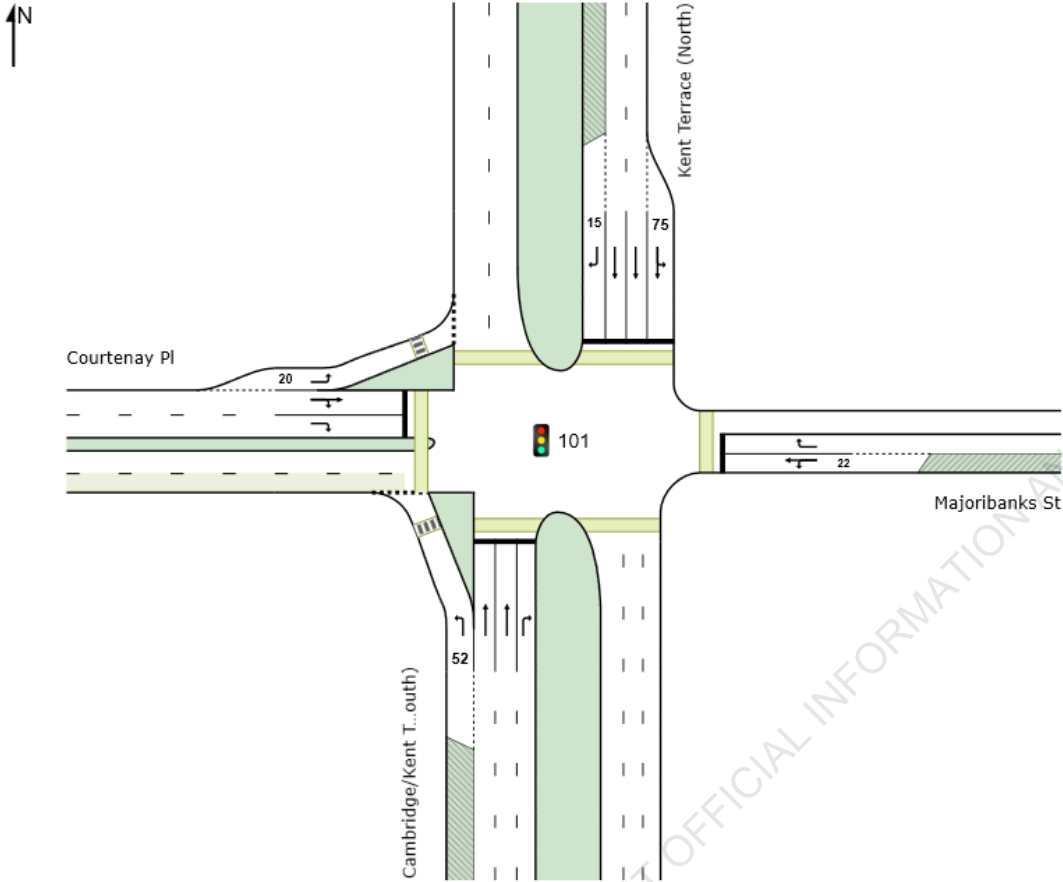 N
Kent Terrace (North)
15
75
Courtenay Pl
20
101
22
Majoribanks St
52
Cambridge/Kent T...outh)
T OFFICIAL INFORMATION A